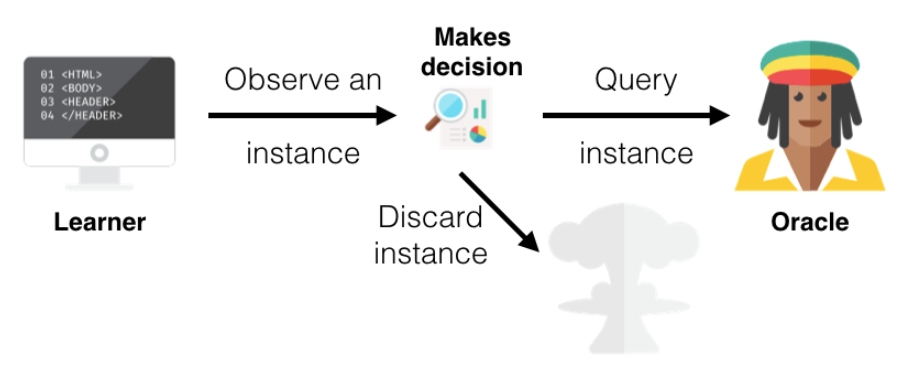 01 <HTML>
02 <BODY>
03 <HEADER>
04 </HEADER>
Learner
Observe an
instance
Makes
decision
Query
instance
Discard
instance
Oracle